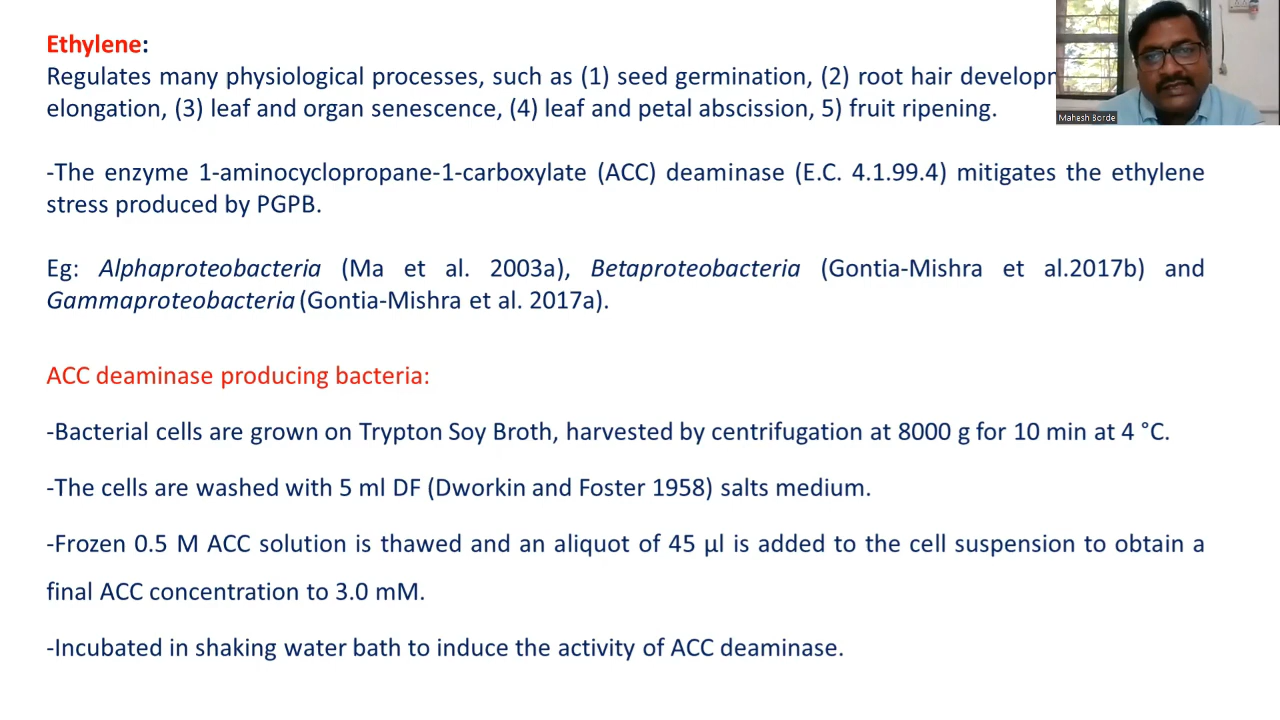 Ethylene:
Regulates many physiological processes, such as (1) seed germination, (2) root hair
elongation, (3) leaf and organ senescence, (4) leaf and petal abscission, 5) fruit ripening.
Mahesh Borde
-The enzyme 1-aminocyclopropane-1-carboxylate (ACC) deaminase (E.C. 4.1.99.4) mitigates the ethylene
stress produced by PGPB.
Eg: Alphaproteobacteria (Ma et al. 2003a), Betaproteobacteria (Gontia-Mishra et al.2017b) and
Gammaproteobacteria (Gontia-Mishra et al. 2017a).
ACC deaminase producing bacteria:
-Bacterial cells are grown on Trypton Soy Broth, harvested by centrifugation at 8000 g for 10 min at 4 °C.
-The cells are washed with 5 ml DF (Dworkin and Foster 1958) salts medium.
-Frozen 0.5 M ACC solution is thawed and an aliquot of 45 µl is added to the cell suspension to obtain a
final ACC concentration to 3.0 mM.
-Incubated in shaking water bath to induce the activity of ACC deaminase.